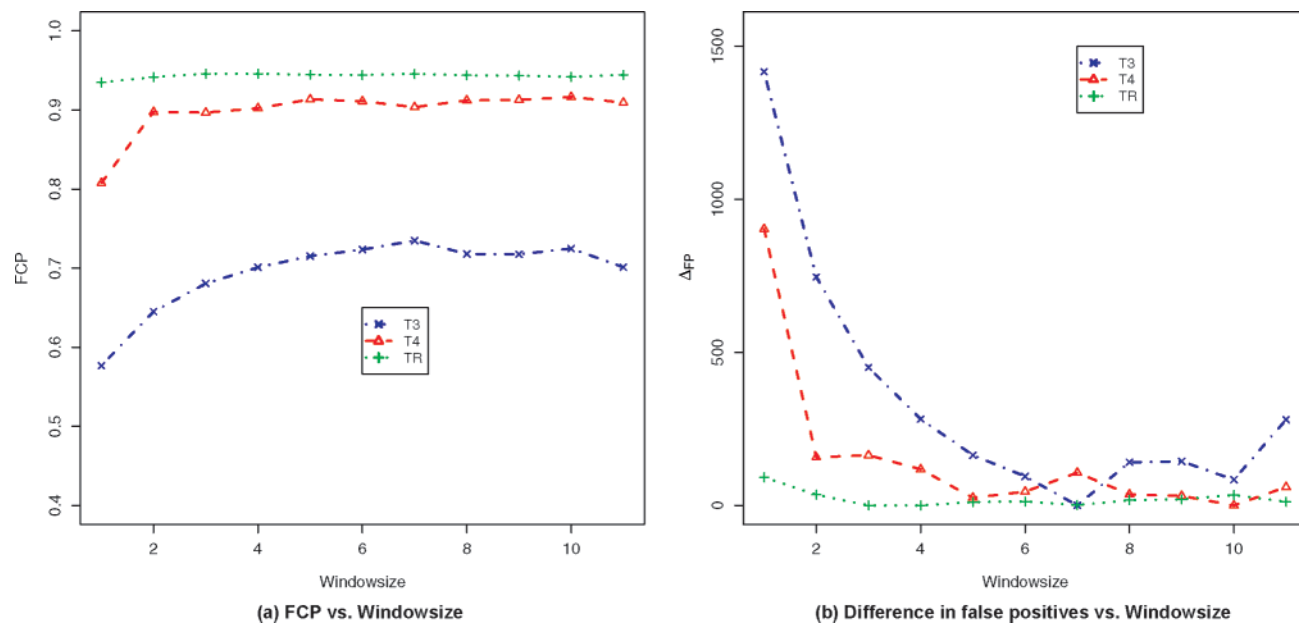 1.0
0.9
0.8
0.7
0.6
0.5
0.4
FCP
T3
T4
TR
2 4 6 8 10
Windowsize
(a) FCP vs. Windowsize
1500
1000
500
0
ΔFP
T3
T4
TR
2 4 6 8 10
Windowsize
(b) Difference in false positives vs. Windowsize